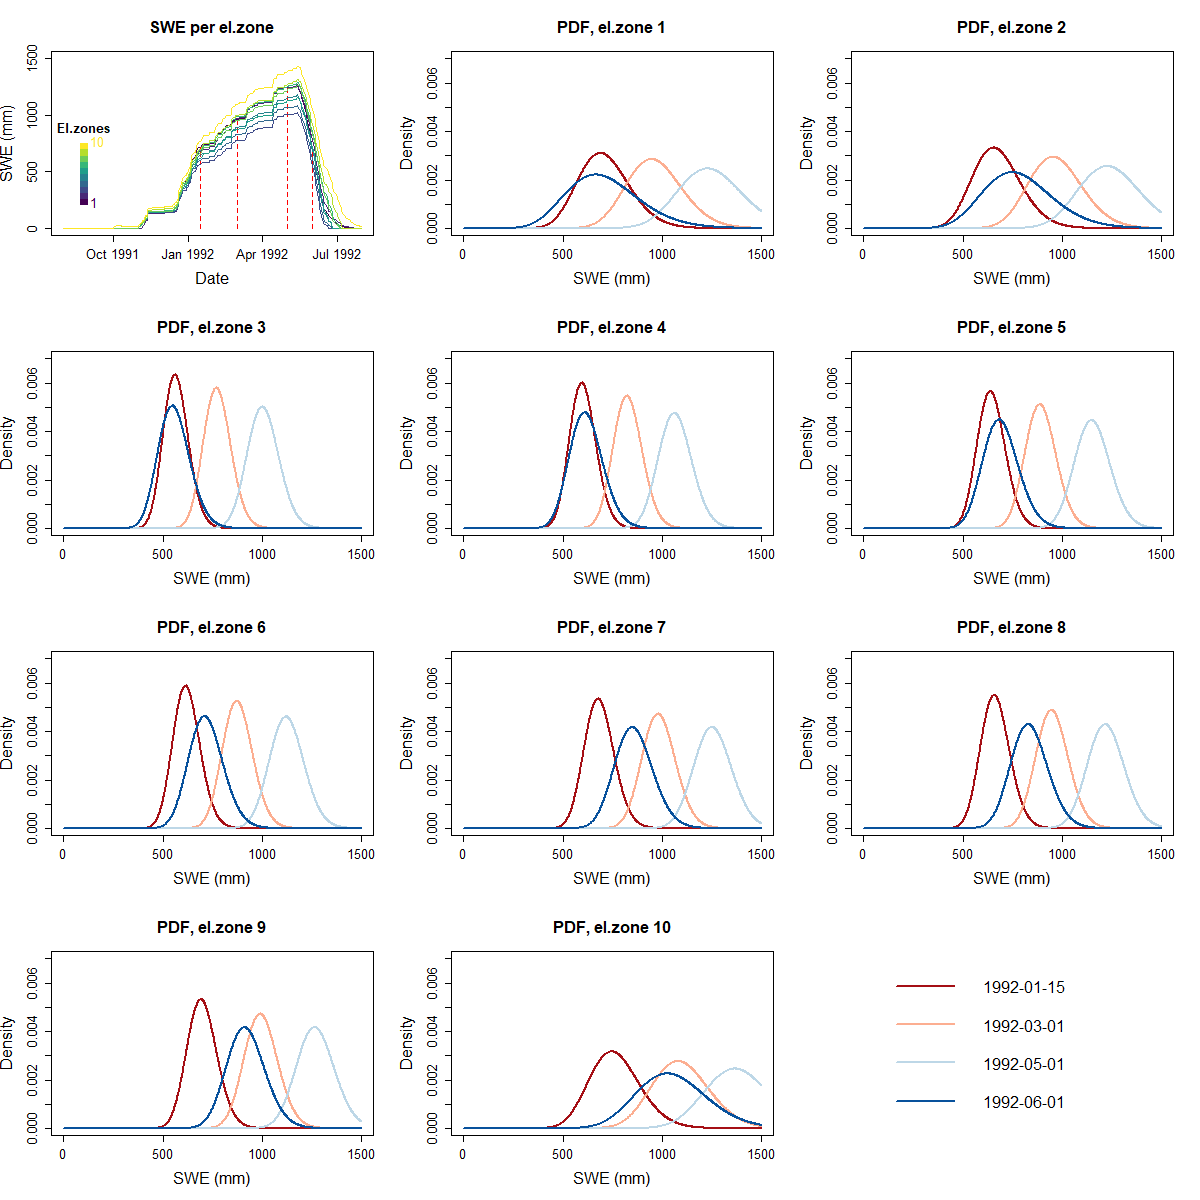 SWE per el.zone
SWE (mm)
0
500
1000
1500
El.zones
10
1
Oct 1991
Jan 1992
Apr 1992
Jul 1992
Date
PDF, el.zone 1
Density
0.000
0.002
0.004
0.006
0
500
1000
1500
SWE (mm)
PDF, el.zone 2
Density
0.000
0.002
0.004
0.006
0
500
1000
1500
SWE (mm)
PDF, el.zone 3
Density
0.000
0.002
0.004
0.006
0
500
1000
1500
SWE (mm)
PDF, el.zone 4
Density
0.000
0.002
0.004
0.006
0
500
1000
1500
SWE (mm)
PDF, el.zone 5
Density
0.000
0.002
0.004
0.006
0
500
1000
1500
SWE (mm)
PDF, el.zone 6
Density
0.000
0.002
0.004
0.006
0
500
1000
1500
SWE (mm)
PDF, el.zone 7
Density
0.000
0.002
0.004
0.006
0
500
1000
1500
SWE (mm)
PDF, el.zone 8
Density
0.000
0.002
0.004
0.006
0
500
1000
1500
SWE (mm)
PDF, el.zone 9
Density
0.000
0.002
0.004
0.006
0
500
1000
1500
SWE (mm)
PDF, el.zone 10
Density
0.000
0.002
0.004
0.006
0
500
1000
1500
SWE (mm)
1992-01-15
1992-03-01
1992-05-01
1992-06-01